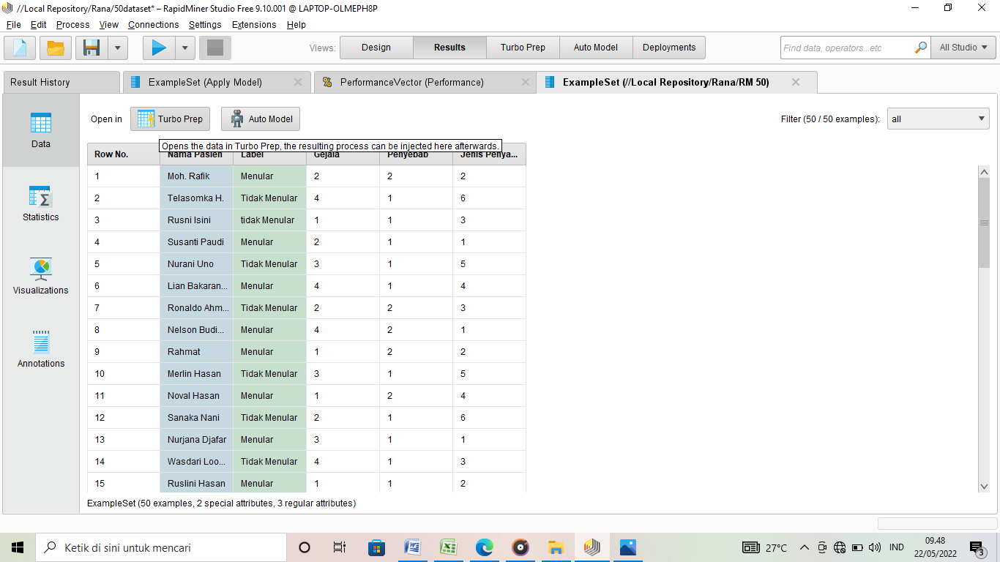 //Local Repository/Rana/50dataset* – RapidMiner Studio Free 9.10.001 @ LAPTOP-OLMEPH8P
File Edit Process View Connections Settings Extensions Help
Views: Design Results Turbo Prep Auto Model Deployments Find data, operators...etc All Studio
Result History ExampleSet (Apply Model) PerformanceVector (Performance) ExampleSet (//Local Repository/Rana/RM 50)
Open in Turbo Prep Auto Model Filter (50 / 50 examples): all
Data
Statistics
Visualizations
Annotations
Opens the data in Turbo Prep, the resulting process can be injected here afterwards.
Row No. Nama Pasien Label Gejala Penyebab Jenis Penya...
1 Moh. Rafik Menular 2 2 2
2 Telasomka H. Tidak Menular 4 1 6
3 Rusni Isini tidak Menular 1 1 3
4 Susanti Paudi Menular 2 1 1
5 Nurani Uno Tidak Menular 3 1 5
6 Lian Bakaran... Menular 4 1 4
7 Ronaldo Ahm... Tidak Menular 2 2 3
8 Nelson Budi... Menular 4 2 1
9 Rahmat Menular 1 2 2
10 Merlin Hasan Tidak Menular 3 1 5
11 Noval Hasan Menular 1 2 4
12 Sanaka Nani Tidak Menular 2 1 6
13 Nurjana Djafar Menular 3 1 1
14 Wasdari Loo... Tidak Menular 4 1 3
15 Ruslini Hasan Menular 1 1 2
ExampleSet (50 examples, 2 special attributes, 3 regular attributes)
Ketik di sini untuk mencari
27°C
IND
09.48
22/05/2022
3